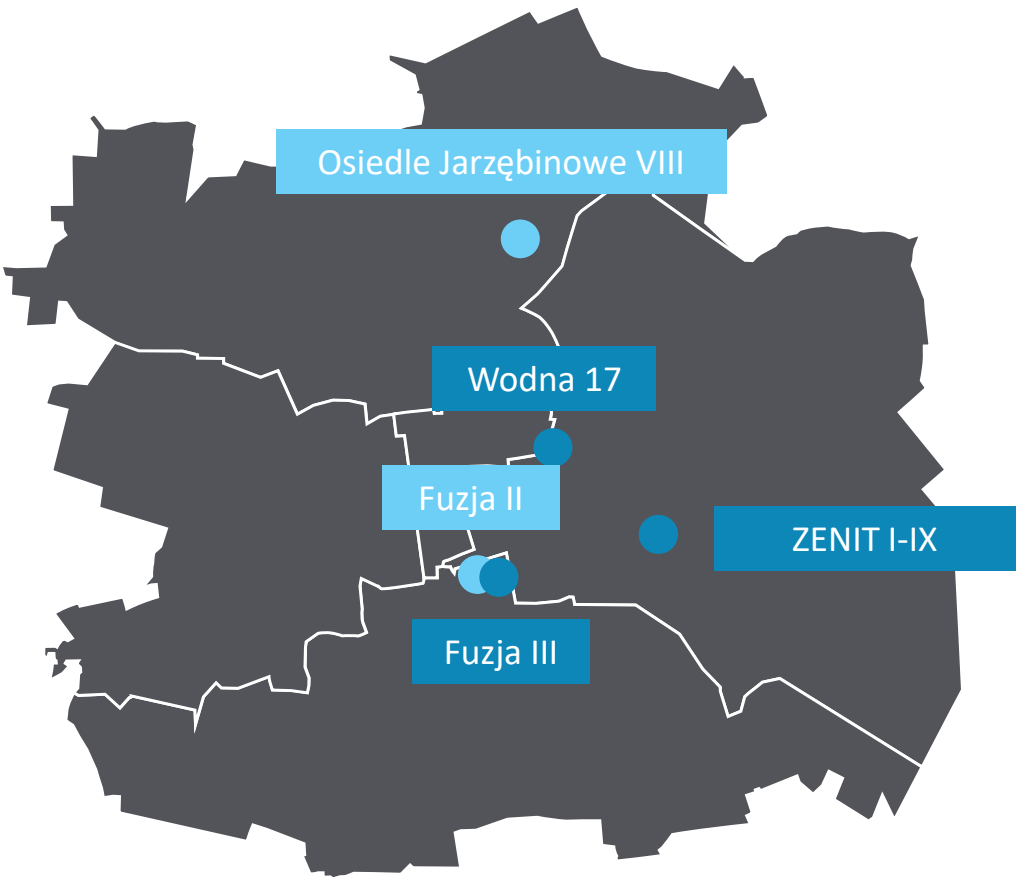 Osiedle Jarzębinowe VIII
Wodna 17
Fuzja II
ZENIT I-IX
Fuzja III